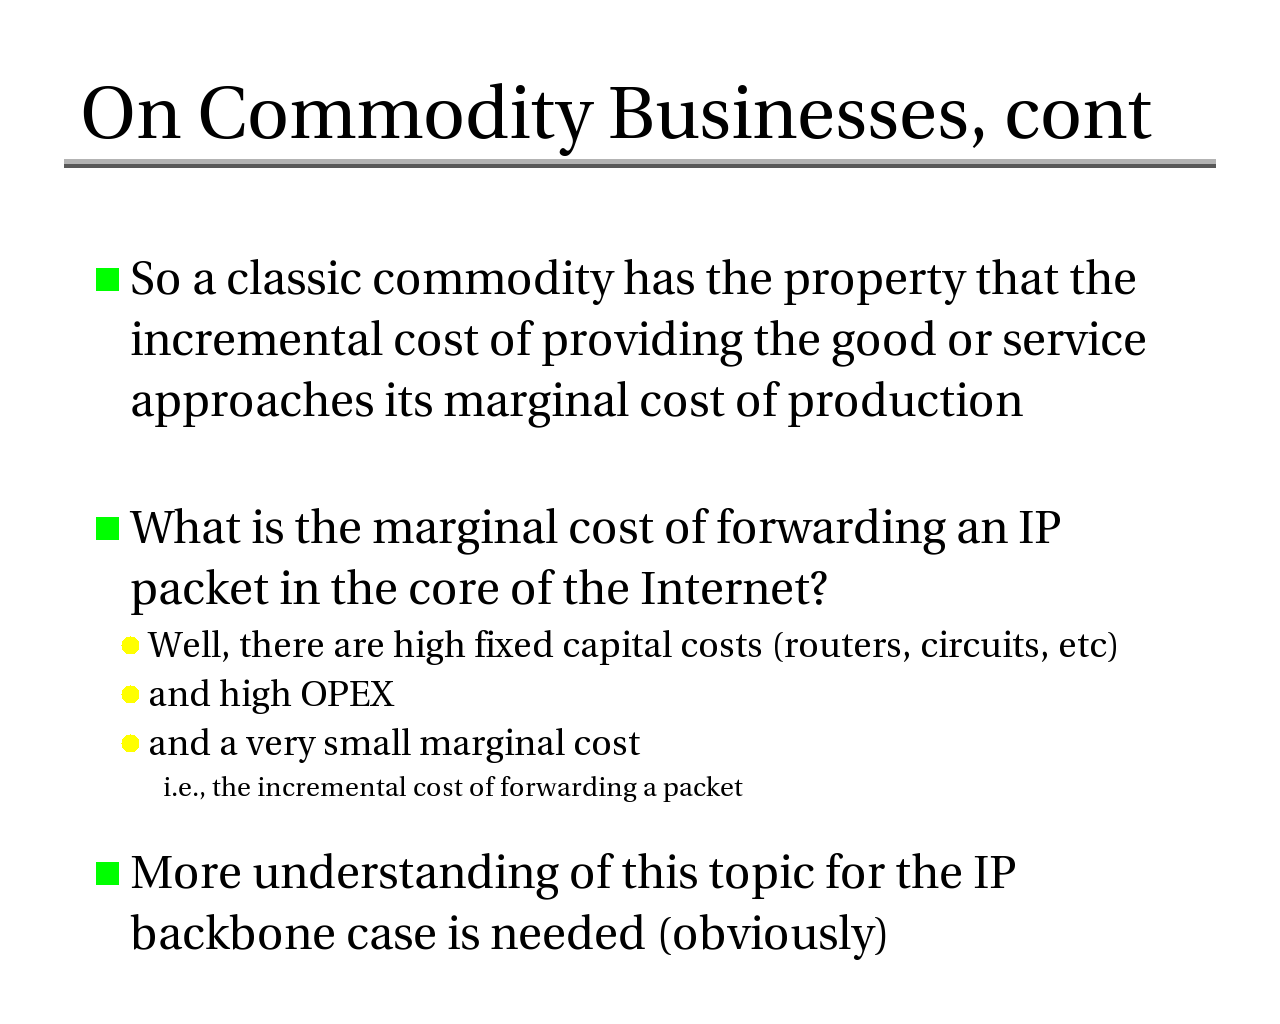 On Commodity Businesses, cont
So a classic commodity has the property that the
incremental cost of providing the good or service
approaches its marginal cost of production
What is the marginal cost of forwarding an IP
packet in the core of the Internet?
Well, there are high fixed capital costs (routers, circuits, etc)
and high OPEX
and a very small marginal cost
i.e., the incremental cost of forwarding a packet
More understanding of this topic for the IP
backbone case is needed (obviously)